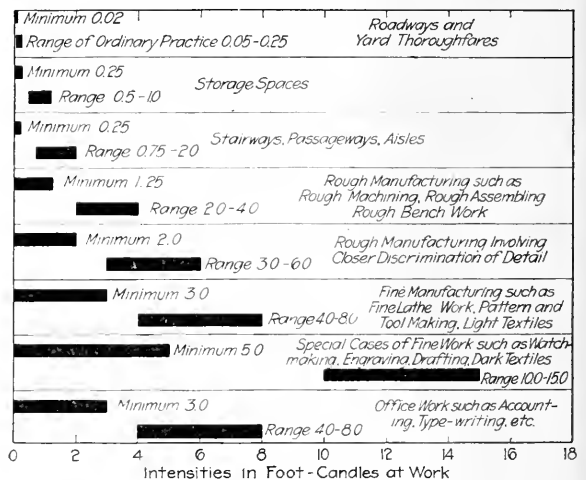 Minimum 0.02
Roadways and
Range of Ordinary Practice 0.05-0.25
Yard Thoroughfares
Minimum 0.25
Storage Spaces
Range 0.5-1.0
Minimum 0.25
Stairways, Passageways, Aisles
Range 0.75-2.0
Minimum 1.25
Rough Manufacturing such as
Rough Machining, Rough Assembling
Range 2.0-4.0
Rough Bench Work
Minimum 2.0
Rough Manufacturing Involving
Closer Discrimination of Detail
Range 3.0-6.0
Minimum 3.0
Fine Manufacturing such as
Fine Lathe Work, Pattern and
Range 4.0-8.0
Tool Making, Light Textiles
Minimum 5.0
Special Cases of Fine Work such as Watch-
making, Engraving, Drafting, Dark Textiles
Range 10.0-15.0
Minimum 3.0
Office Work such as Account-
ing, Type-writing, etc.
Range 4.0-8.0
0 2 4 6 8 10 12 14 16 18
Intensities in Foot-Candles at Work